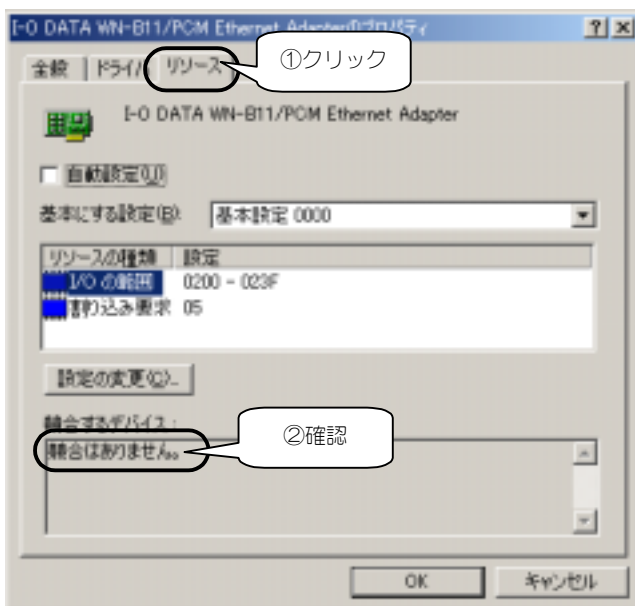 I-O DATA WN-B11/PCM Ethernet Adapterのプロパティ
全般 ドライバ リソース
①クリック
I-O DATA WN-B11/PCM Ethernet Adapter
自動設定(U)
基本にする設定(B): 基本設定 0000
リソースの種類 設定
I/O の範囲 0200 - 023F
割り込み要求 05
設定の変更(C)...
競合するデバイス:
競合はありません。
②確認
OK キャンセル